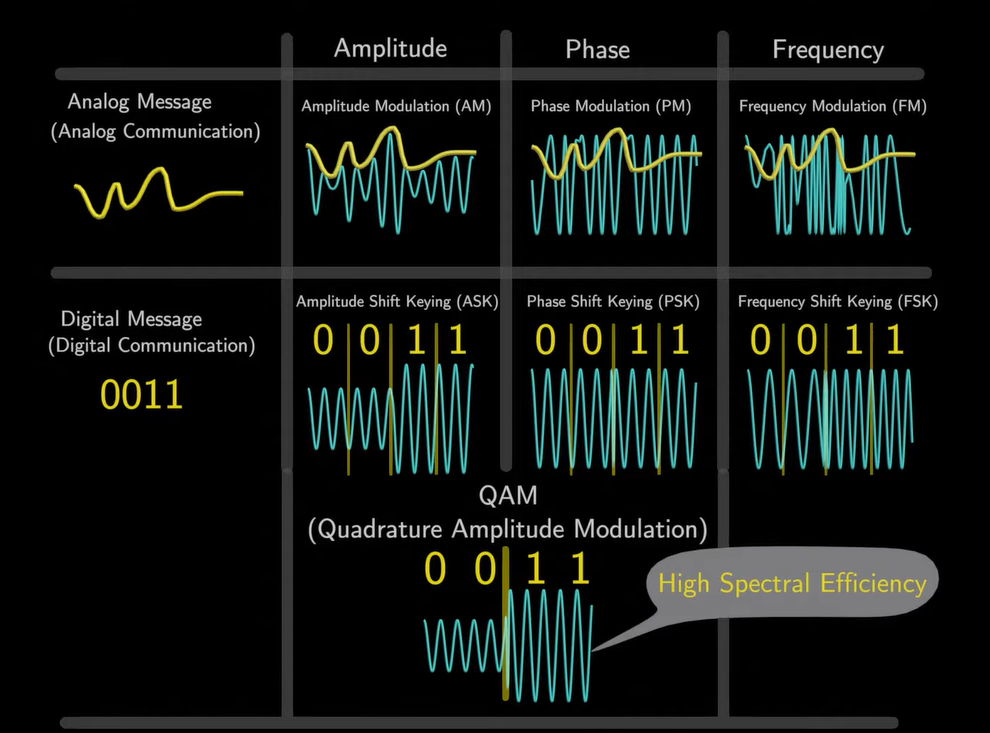 Amplitude
Phase
Frequency
Analog Message
(Analog Communication)
Amplitude Modulation (AM)
Phase Modulation (PM)
Frequency Modulation (FM)
Digital Message
(Digital Communication)
0011
Amplitude Shift Keying (ASK)
0 0 1 1
Phase Shift Keying (PSK)
0 0 1 1
Frequency Shift Keying (FSK)
0 0 1 1
QAM
(Quadrature Amplitude Modulation)
0 0 1 1
High Spectral Efficiency